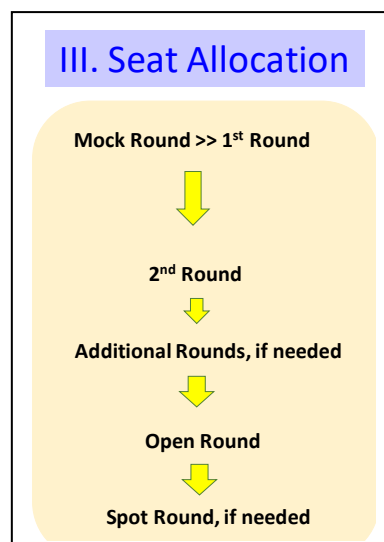 III. Seat Allocation
Mock Round >> 1st Round
2nd Round
Additional Rounds, if needed
Open Round
Spot Round, if needed